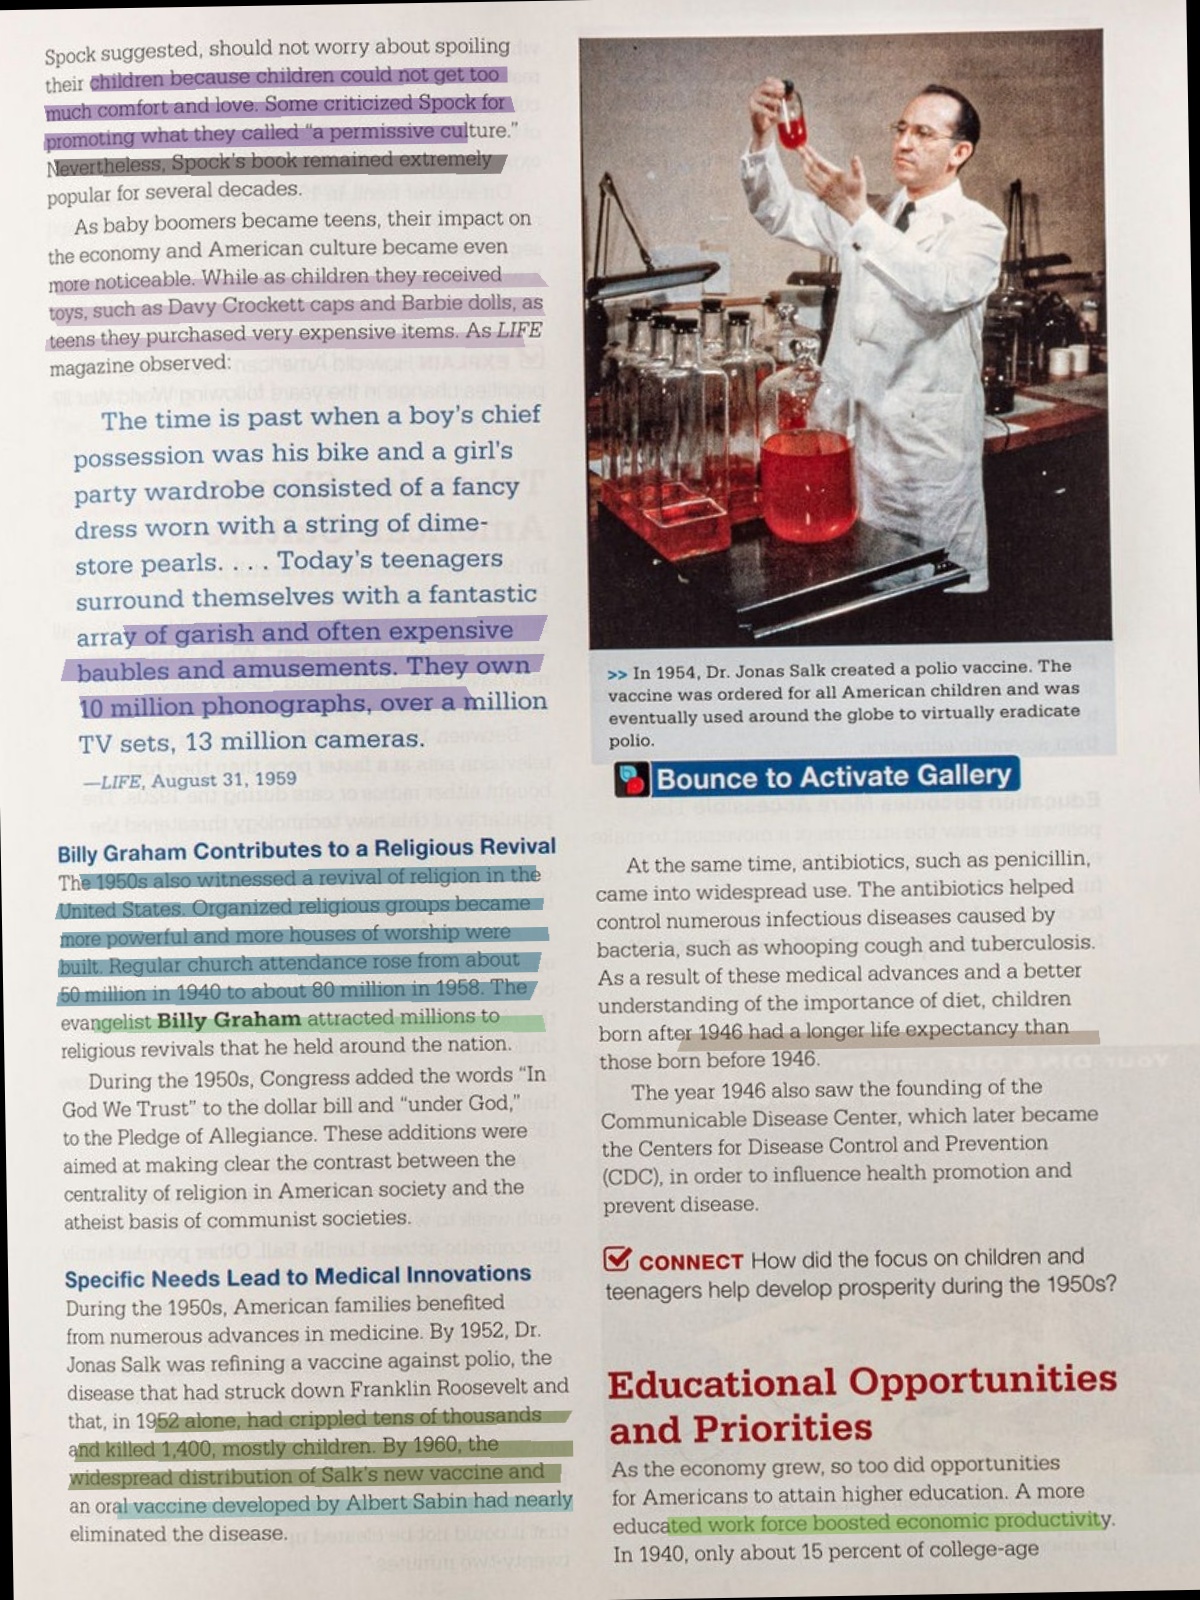 Spock suggested, should not worry about spoiling
their children because children could not get too
much comfort and love. Some criticized Spock for
promoting what they called “a permissive culture.”
Nevertheless, Spock’s book remained extremely
popular for several decades.
As baby boomers became teens, their impact on
the economy and American culture became even
more noticeable. While as children they received
toys, such as Davy Crockett caps and Barbie dolls, as
teens they purchased very expensive items. As LIFE
magazine observed:
The time is past when a boy’s chief
possession was his bike and a girl's
party wardrobe consisted of a fancy
dress worn with a string of dime-
store pearls. . . . Today’s teenagers
surround themselves with a fantastic
array of garish and often expensive
baubles and amusements. They own
10 million phonographs, over a million
TV sets, 13 million cameras.
—LIFE, August 31, 1959
Billy Graham Contributes to a Religious Revival
The 1950s also witnessed a revival of religion in the
United States. Organized religious groups became
more powerful and more houses of worship were
built. Regular church attendance rose from about
50 million in 1940 to about 80 million in 1958. The
evangelist Billy Graham attracted millions to
religious revivals that he held around the nation.
During the 1950s, Congress added the words “In
God We Trust” to the dollar bill and “under God,”
to the Pledge of Allegiance. These additions were
aimed at making clear the contrast between the
centrality of religion in American society and the
atheist basis of communist societies.
Specific Needs Lead to Medical Innovations
During the 1950s, American families benefited
from numerous advances in medicine. By 1952, Dr.
Jonas Salk was refining a vaccine against polio, the
disease that had struck down Franklin Roosevelt and
that, in 1952 alone, had crippled tens of thousands
and killed 1,400, mostly children. By 1960, the
widespread distribution of Salk’s new vaccine and
an oral vaccine developed by Albert Sabin had nearly
eliminated the disease.
>> In 1954, Dr. Jonas Salk created a polio vaccine. The
vaccine was ordered for all American children and was
eventually used around the globe to virtually eradicate
polio.
Bounce to Activate Gallery
At the same time, antibiotics, such as penicillin,
came into widespread use. The antibiotics helped
control numerous infectious diseases caused by
bacteria, such as whooping cough and tuberculosis.
As a result of these medical advances and a better
understanding of the importance of diet, children
born after 1946 had a longer life expectancy than
those born before 1946.
The year 1946 also saw the founding of the
Communicable Disease Center, which later became
the Centers for Disease Control and Prevention
(CDC), in order to influence health promotion and
prevent disease.
CONNECT How did the focus on children and
teenagers help develop prosperity during the 1950s?
Educational Opportunities
and Priorities
As the economy grew, so too did opportunities
for Americans to attain higher education. A more
educated work force boosted economic productivity.
In 1940, only about 15 percent of college-age